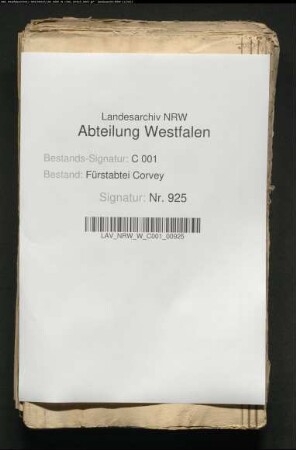 Landesarchiv NRW
Abteilung Westfalen
Bestands-Signatur: C 001
Bestand: Fürstabtei Corvey
Signatur: Nr. 925
LAV_NRW_W_C001_00925